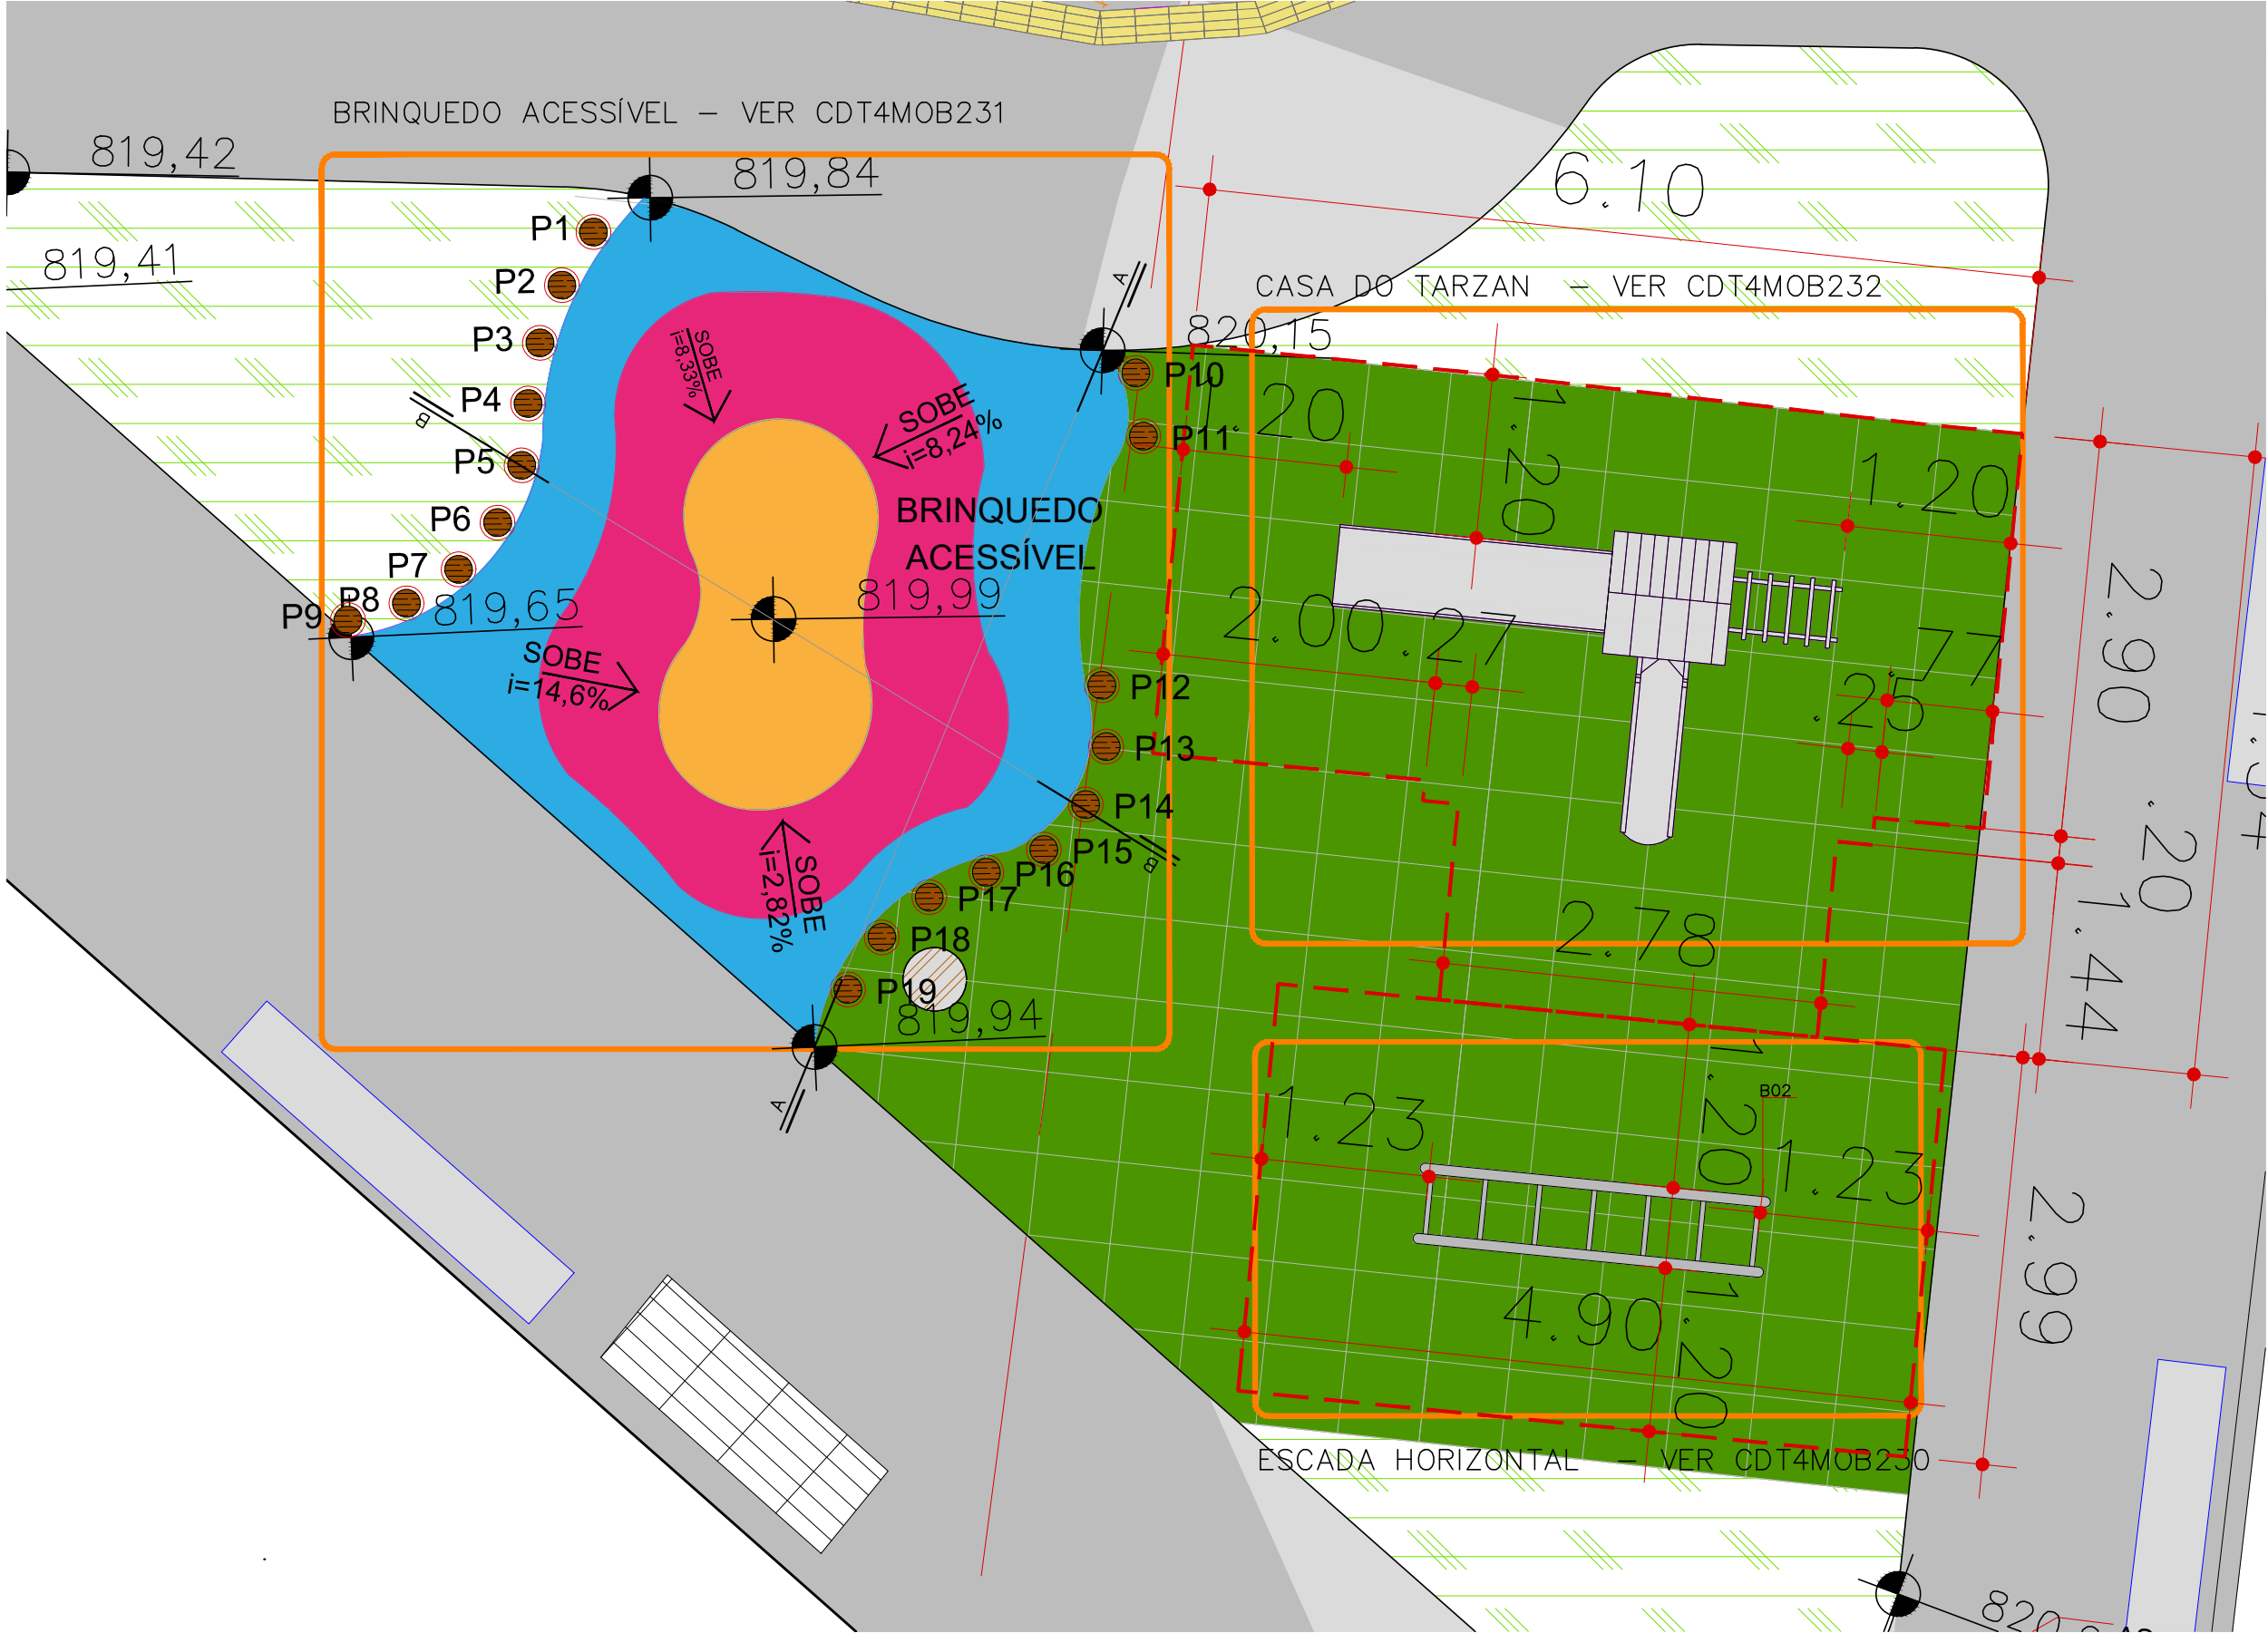 BRINQUEDO ACESSÍVEL – VER CDT4MOB231
819,42
819,84
6.10
P1
819,41
P2
A
CASA DO TARZAN – VER CDT4MOB232
P3
820,15
SOBE
i=8,33%
P10
P4
B
SOBE
i=8,24%
P11
1.20
1.20
1.20
P5
BRINQUEDO
ACESSÍVEL
P6
P7
819,99
2.00
.27
2.90
P8
P9
819,65
SOBE
i=14,6%
P12
.77
.25
P13
P14
.20
SOBE
i=2,82%
P15
B
P16
P17
1.44
P18
2.78
P19
819,94
A
1.20
B02
1.23
1.23
2.99
4.90
1.20
ESCADA HORIZONTAL – VER CDT4MOB230